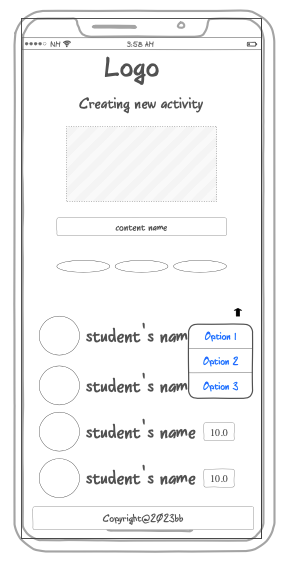 NH 3:58 AM
Logo
Creating new activity
content name
Option 1
student's nam
Option 2
student's nam
Option 3
student's name 10.0
student's name 10.0
Copyright@2023bb